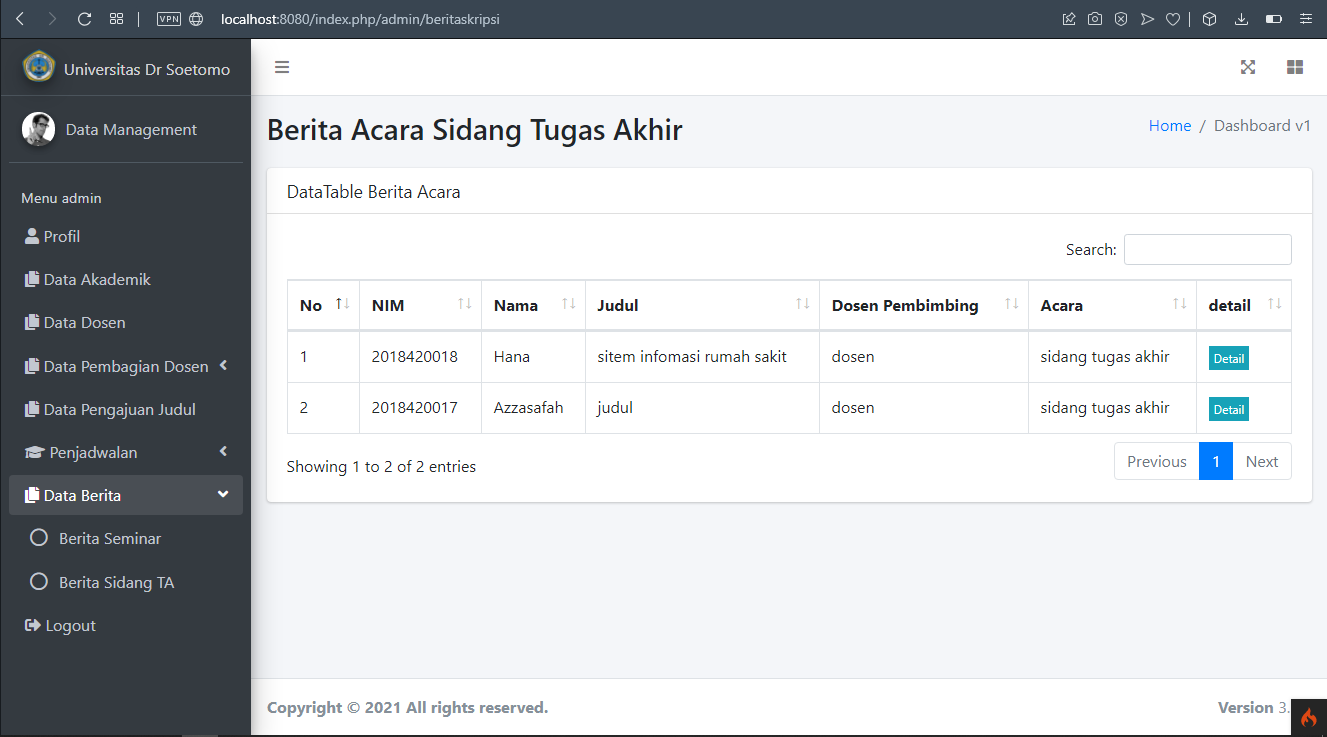 VPN localhost:8080/index.php/admin/beritaskripsi
Universitas Dr Soetomo
Data Management
Menu admin
Profil
Data Akademik
Data Dosen
Data Pembagian Dosen
Data Pengajuan Judul
Penjadwalan
Data Berita
Berita Seminar
Berita Sidang TA
Logout
Berita Acara Sidang Tugas Akhir
Home / Dashboard v1
DataTable Berita Acara
Search:
No NIM Nama Judul Dosen Pembimbing Acara detail
1 2018420018 Hana sitem infomasi rumah sakit dosen sidang tugas akhir Detail
2 2018420017 Azzasafah judul dosen sidang tugas akhir Detail
Showing 1 to 2 of 2 entries
Previous 1 Next
Copyright © 2021 All rights reserved.
Version 3.